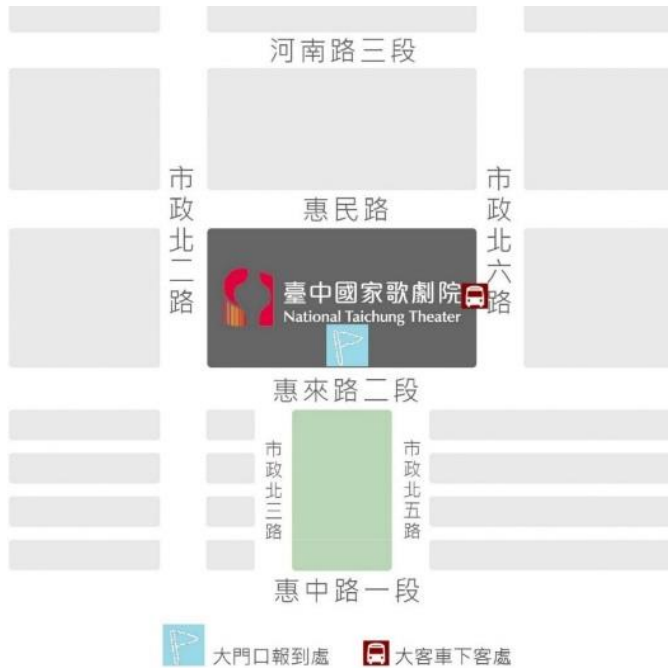 河南路三段
市政北二路
市政北六路
惠民路
臺中國家歌劇院
National Taichung Theater
惠來路二段
市政北三路
市政北五路
惠中路一段
大門口報到處
大客車下客處